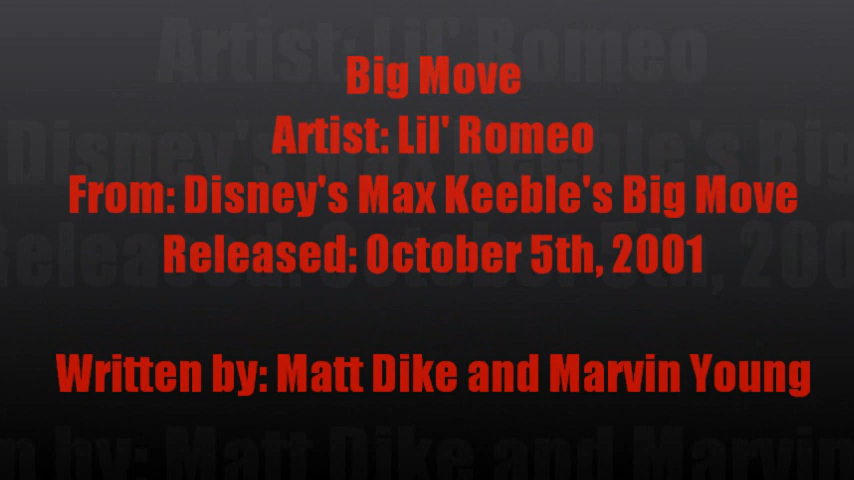 Big Move
Artist: Lil' Romeo
From: Disney's Max Keeble's Big Move
Released: October 5th, 2001
Written by: Matt Dike and Marvin Young